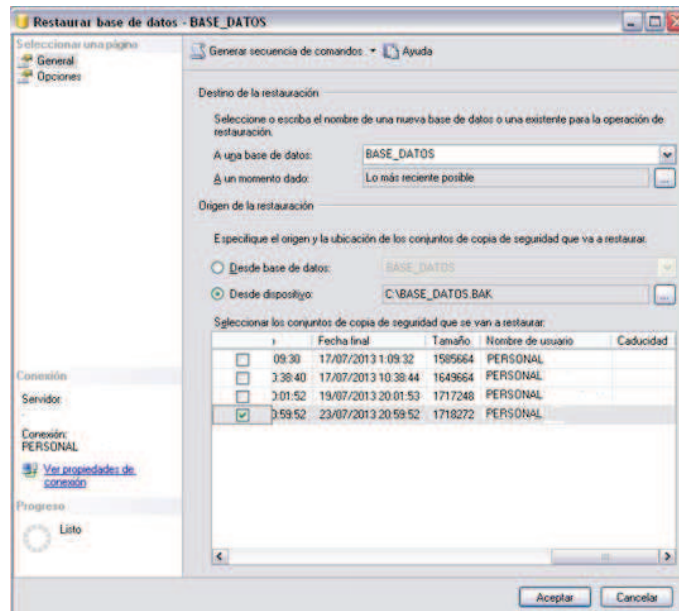 Restaurar base de datos - BASE_DATOS
Seleccionar una página
General
Opciones
Generar secuencia de comandos Ayuda
Destino de la restauración
Seleccione o escriba el nombre de una nueva base de datos o una existente para la operación de
restauración.
A una base de datos: BASE_DATOS
A un momento dado: Lo más reciente posible ...
Origen de la restauración
Especifique el origen y la ubicación de los conjuntos de copia de seguridad que va a restaurar.
Desde base de datos: BASE_DATOS
Desde dispositivo: C:\BASE_DATOS.BAK ...
Seleccionar los conjuntos de copia de seguridad que se van a restaurar:
Fecha final Tamaño Nombre de usuario Caducidad
09:30 17/07/2013 1:09:32 1585664 PERSONAL
0:38:40 17/07/2013 10:38:44 1649664 PERSONAL
0:01:52 19/07/2013 20:01:53 1717248 PERSONAL
0:59:52 23/07/2013 20:59:52 1718272 PERSONAL
Conexión
Servidor:
.
Conexión:
PERSONAL
Ver propiedades de
conexión
Progreso
Listo
Aceptar Cancelar